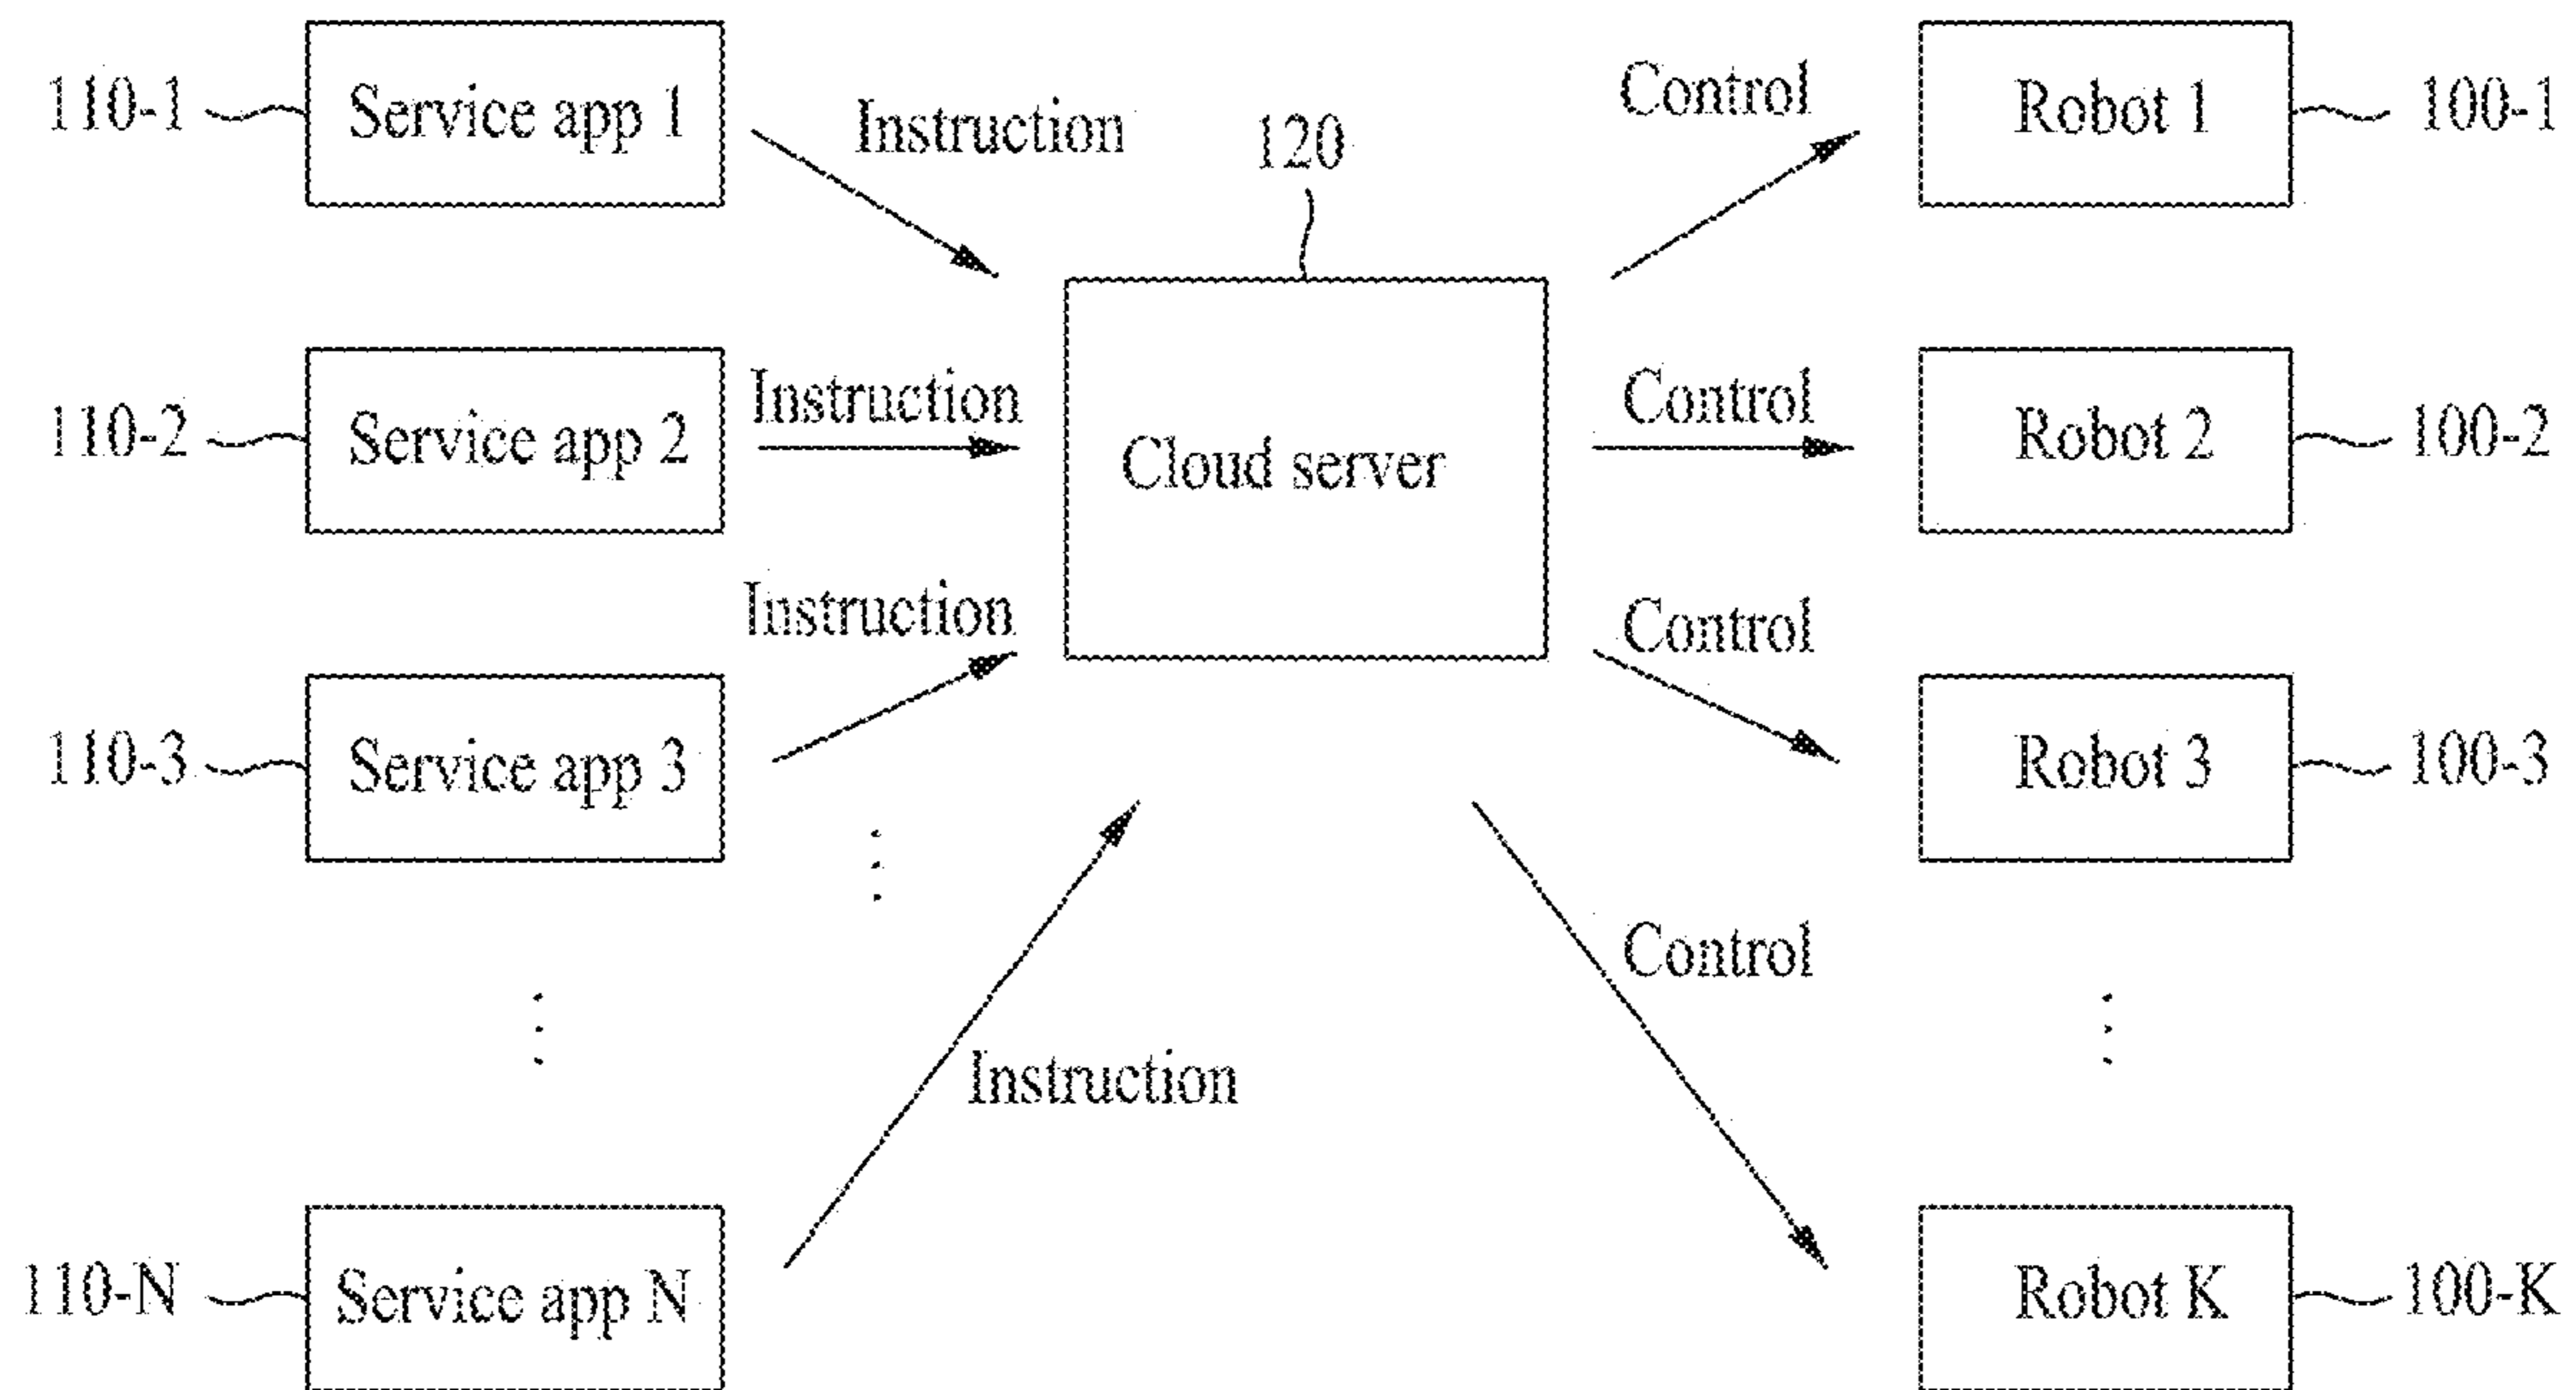 110-1
Service app 1
Instruction
120
Control
Robot 1
100-1
110-2
Service app 2
Instruction
Cloud server
Control
Robot 2
100-2
Instruction
Control
110-3
Service app 3
Robot 3
100-3
Control
Instruction
110-N
Service app N
Robot K
100-K